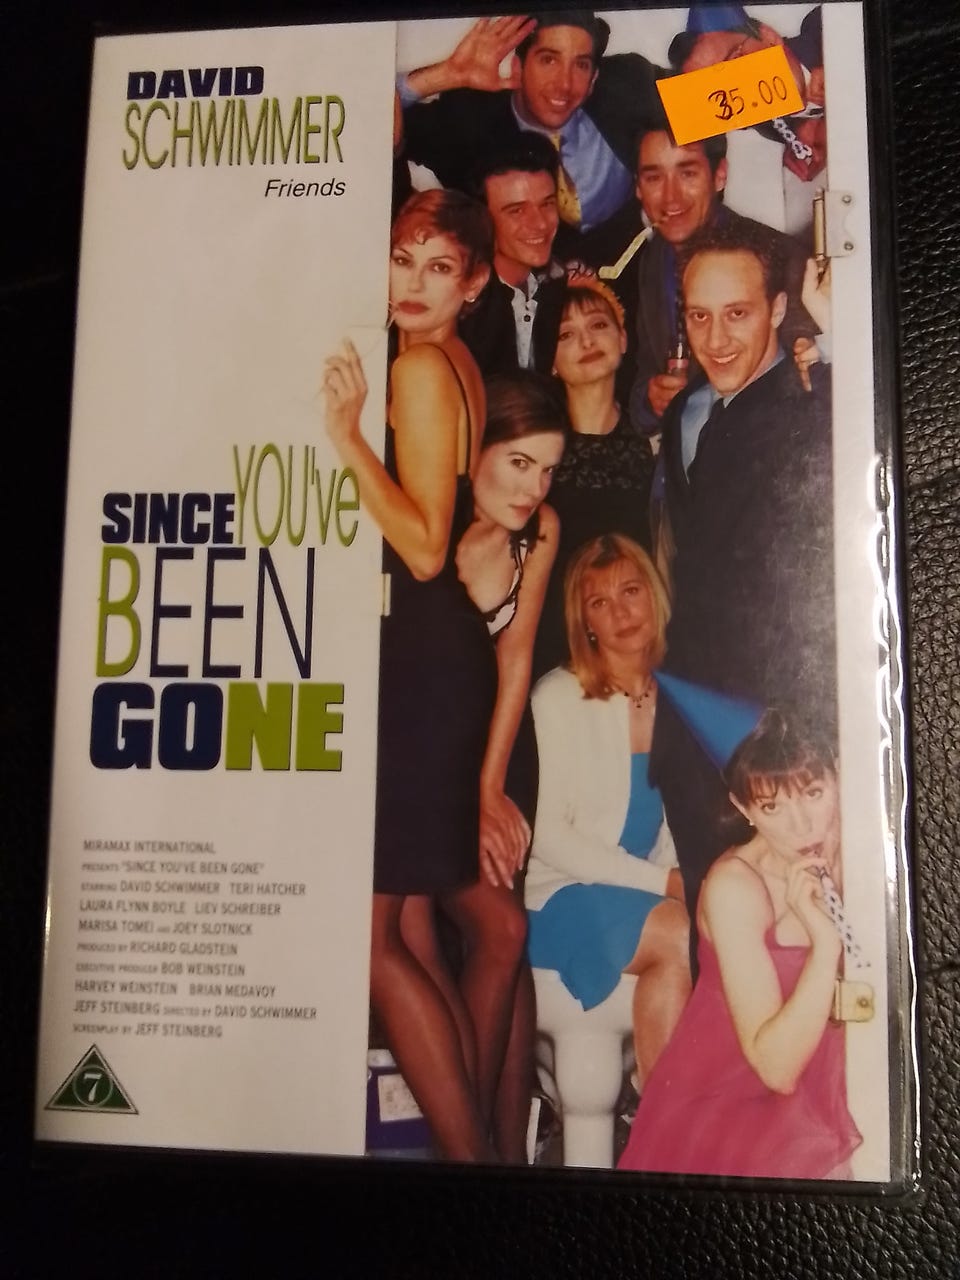 DAVID
SCHWIMMER
Friends
35.00
SINCE YOU'VE
BEEN
GONE
MIRAMAX INTERNATIONAL
PRESENTS "SINCE YOU'VE BEEN GONE"
STARRING DAVID SCHWIMMER TERI HATCHER
LAURA FLYNN BOYLE LIEV SCHREIBER
MARISA TOMEI AND JOEY SLOTNICK
PRODUCED BY RICHARD GLADSTEIN
EXECUTIVE PRODUCER BOB WEINSTEIN
HARVEY WEINSTEIN BRIAN MEDAVOY
JEFF STEINBERG DIRECTED BY DAVID SCHWIMMER
SCREENPLAY BY JEFF STEINBERG
7